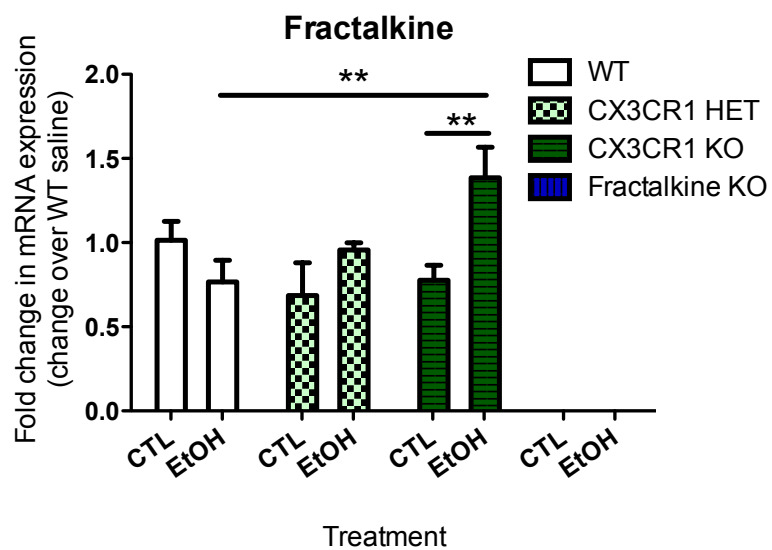 Fractalkine
Fold change in mRNA expression
(change over WT saline)
2.0
1.5
1.0
0.5
0.0
**
**
WT
CX3CR1 HET
CX3CR1 KO
Fractalkine KO
CTL
EtOH
CTL
EtOH
CTL
EtOH
CTL
EtOH
Treatment